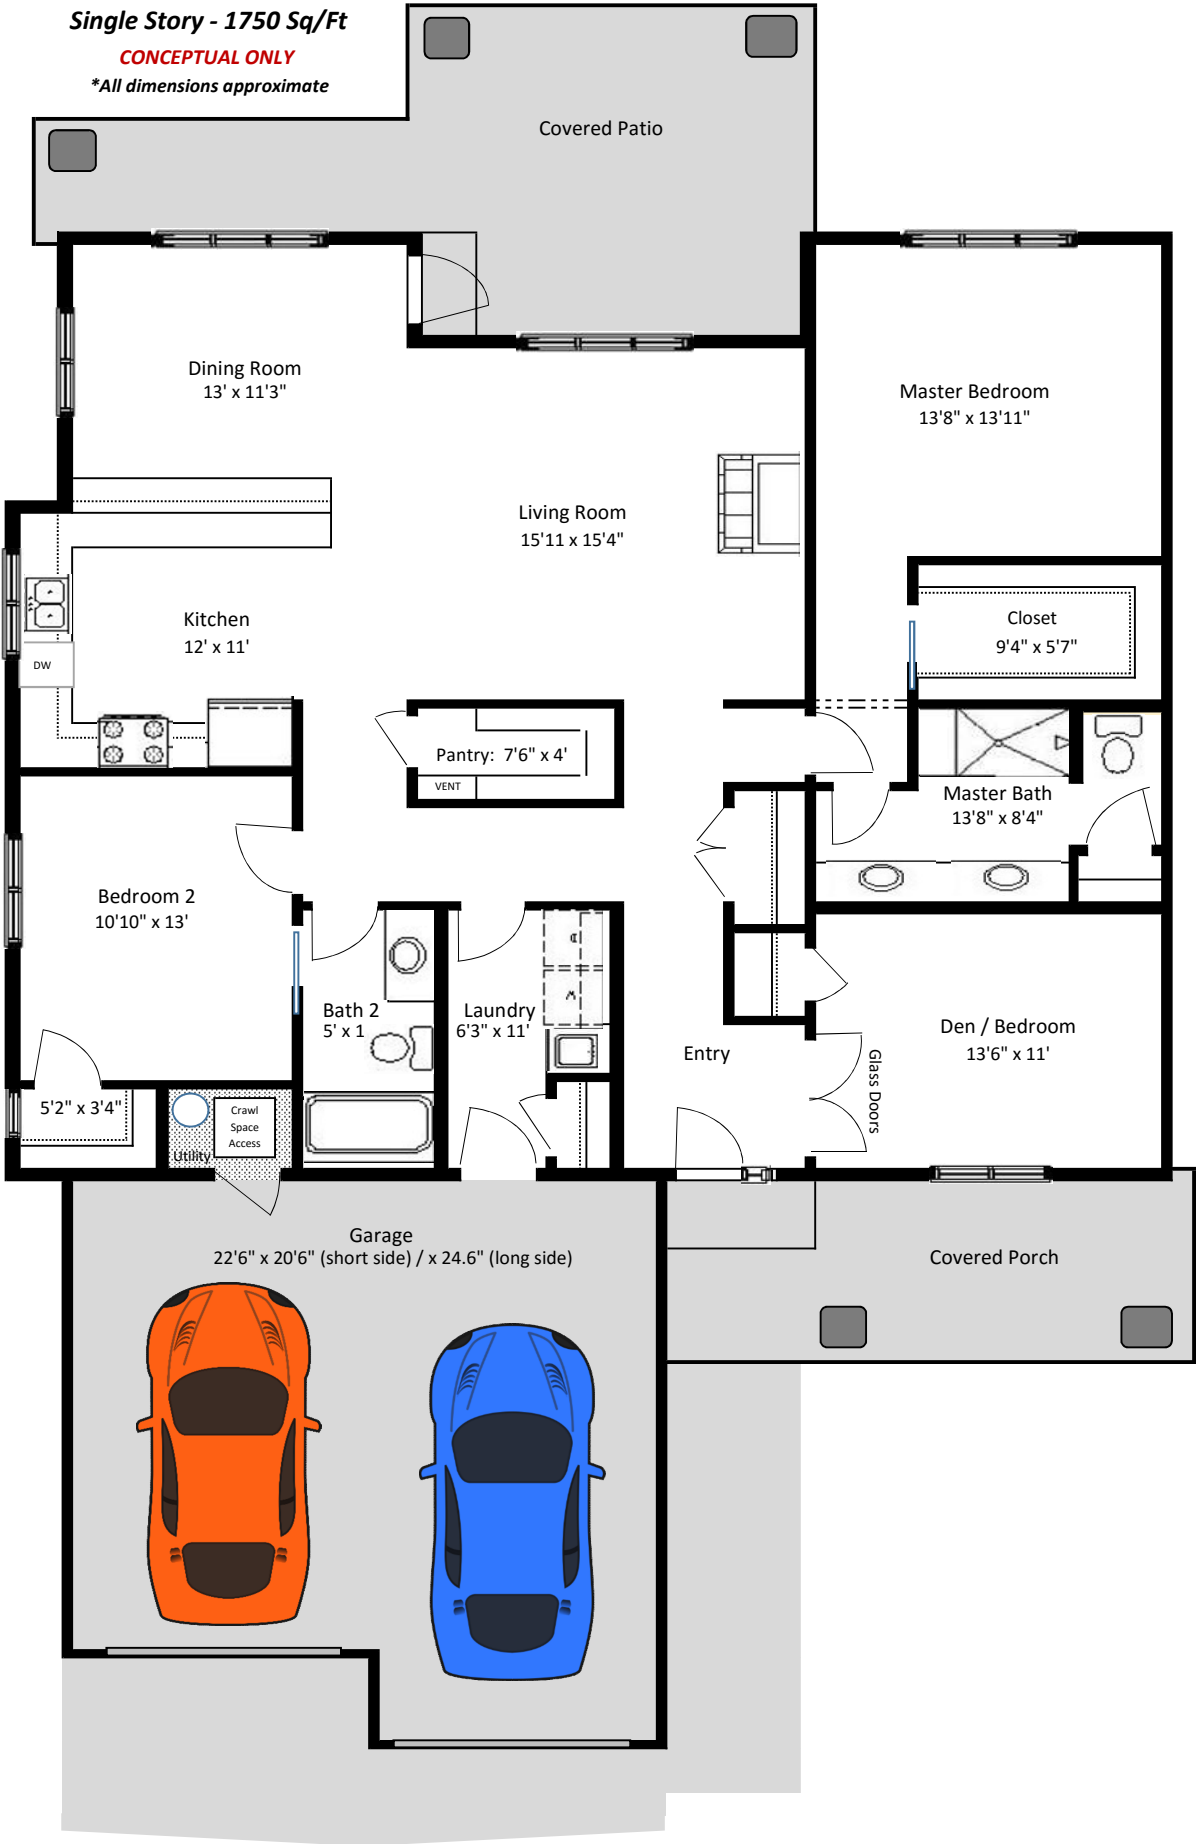 Single Story - 1750 Sq/Ft
CONCEPTUAL ONLY
*All dimensions approximate
Covered Patio
Dining Room
13' x 11'3"
Master Bedroom
13'8" x 13'11"
Living Room
15'11 x 15'4"
Kitchen
12' x 11'
Closet
9'4" x 5'7"
DW
Pantry: 7'6" x 4'
VENT
Master Bath
13'8" x 8'4"
Bedroom 2
10'10" x 13'
D
W
Bath 2
5' x 1
Laundry
6'3" x 11'
Entry
Glass Doors
Den / Bedroom
13'6" x 11'
5'2" x 3'4"
Crawl
Space
Access
Utility
Garage
22'6" x 20'6" (short side) / x 24.6" (long side)
Covered Porch